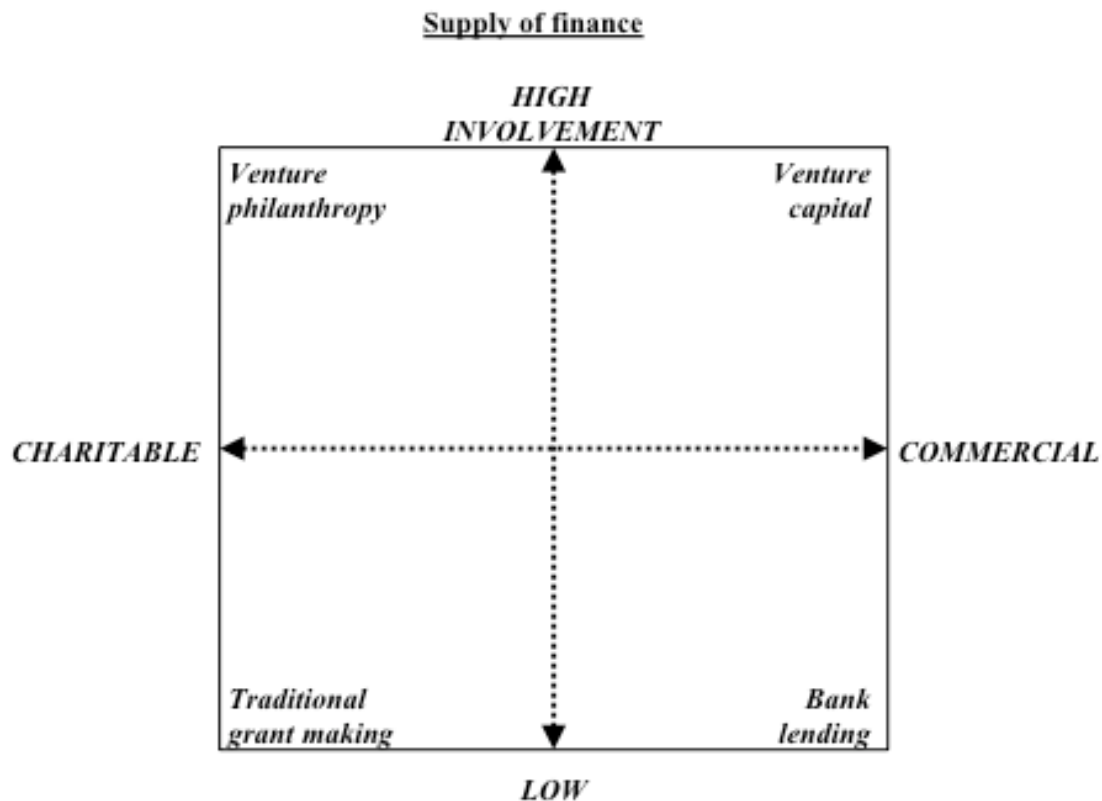 Supply of finance
HIGH
INVOLVEMENT
Venture
philanthropy
Venture
capital
CHARITABLE
COMMERCIAL
Traditional
grant making
Bank
lending
LOW